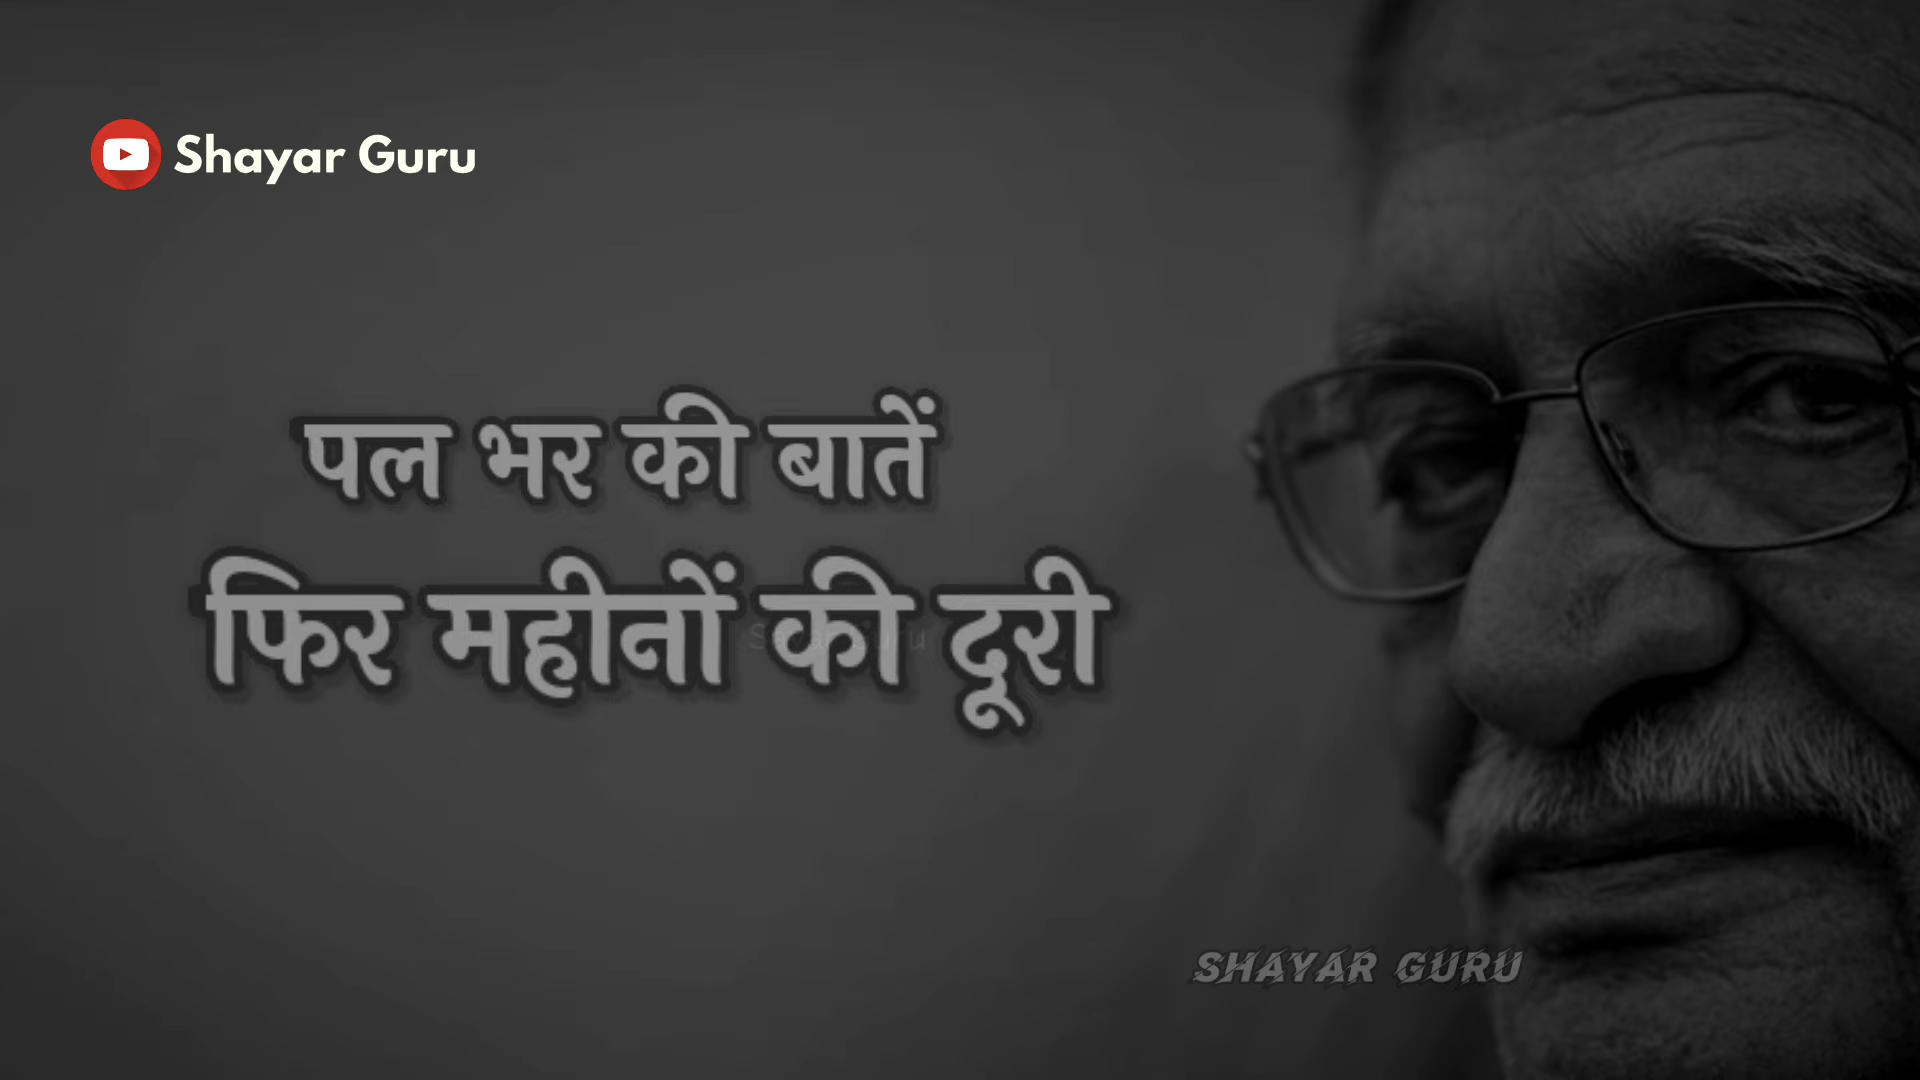 Shayar Guru
पल भर की बातें
फिर महीनों की दूरी
SHAYAR GURU